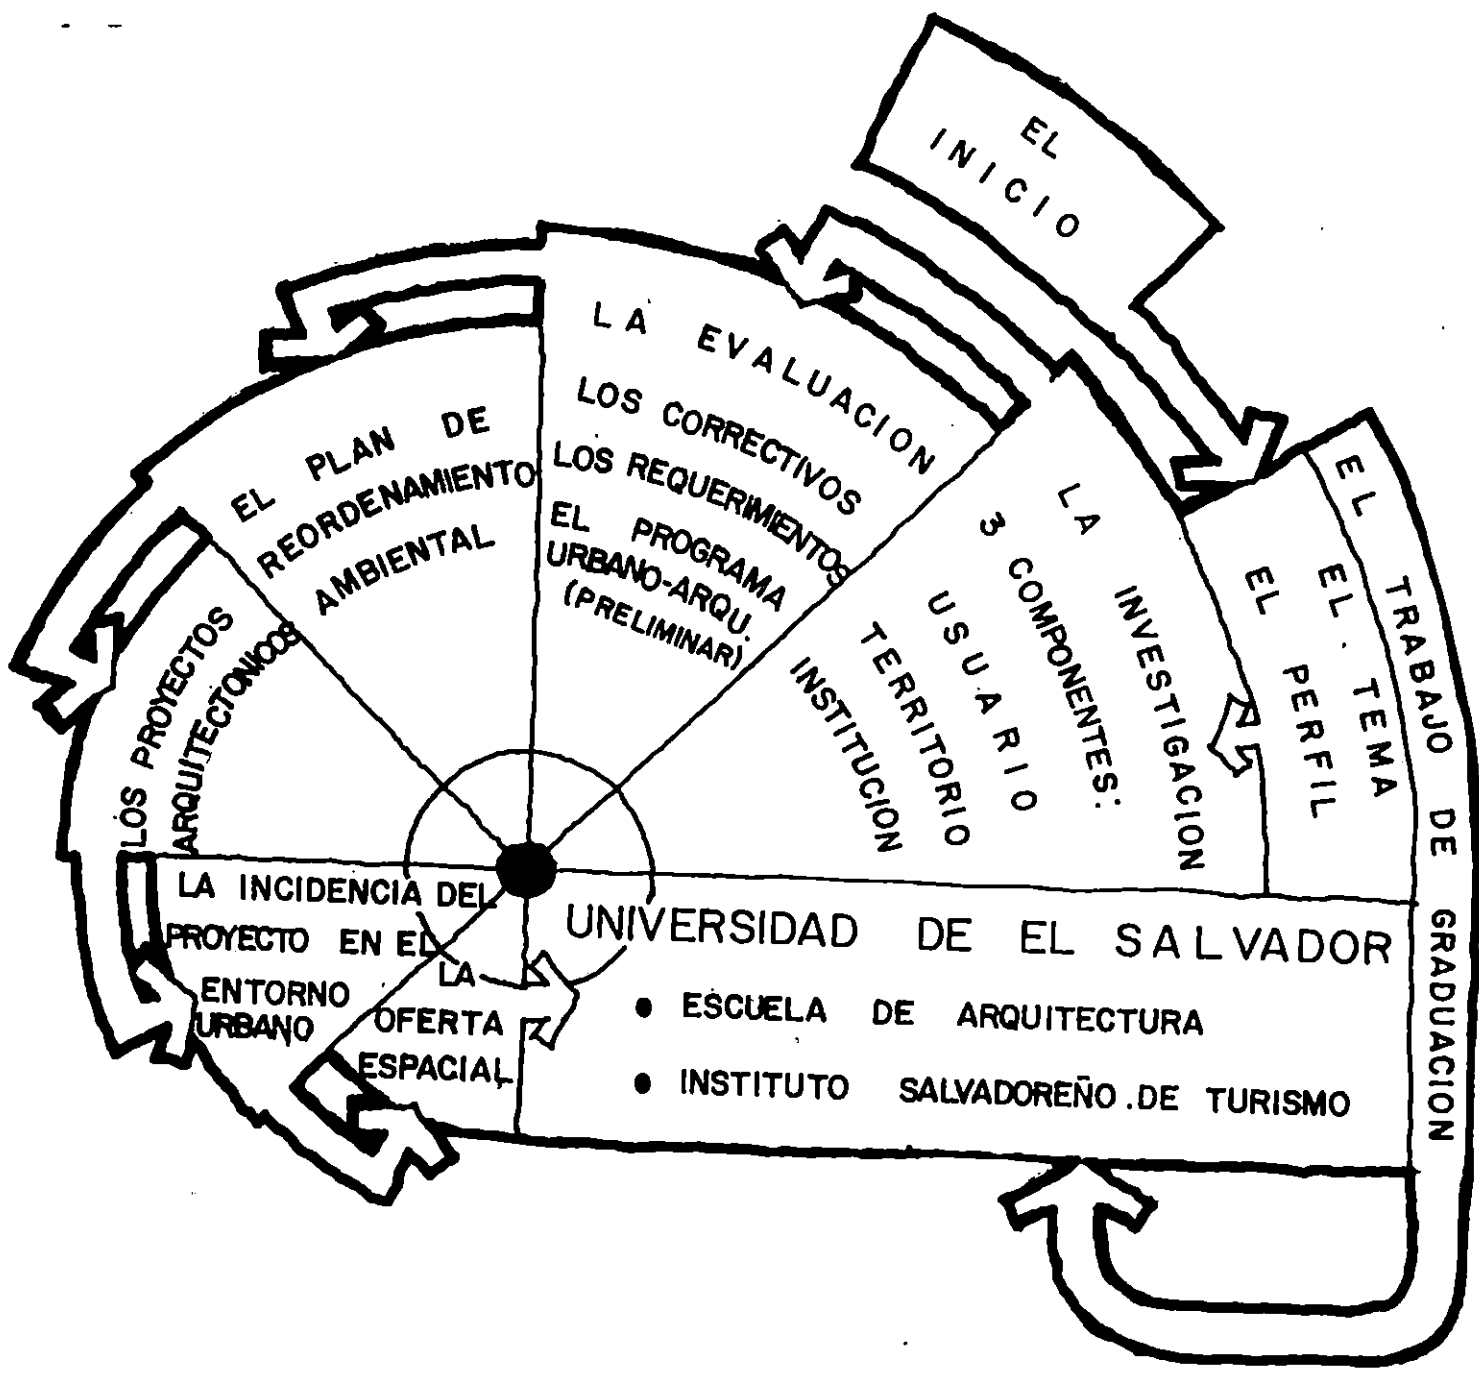 EL
INICIO
EL TRABAJO DE GRADUACION
EL TEMA
EL PERFIL
LA INVESTIGACION
3 COMPONENTES:
USUARIO
TERRITORIO
INSTITUCION
LA EVALUACION
LOS CORRECTIVOS
LOS REQUERIMIENTOS
EL PROGRAMA
URBANO-ARQU.
(PRELIMINAR)
EL PLAN DE
REORDENAMIENTO
AMBIENTAL
LOS PROYECTOS
ARQUITECTONICOS
LA INCIDENCIA DEL
PROYECTO EN EL
ENTORNO
URBANO
LA
OFERTA
ESPACIAL
UNIVERSIDAD DE EL SALVADOR
• ESCUELA DE ARQUITECTURA
• INSTITUTO SALVADOREÑO DE TURISMO